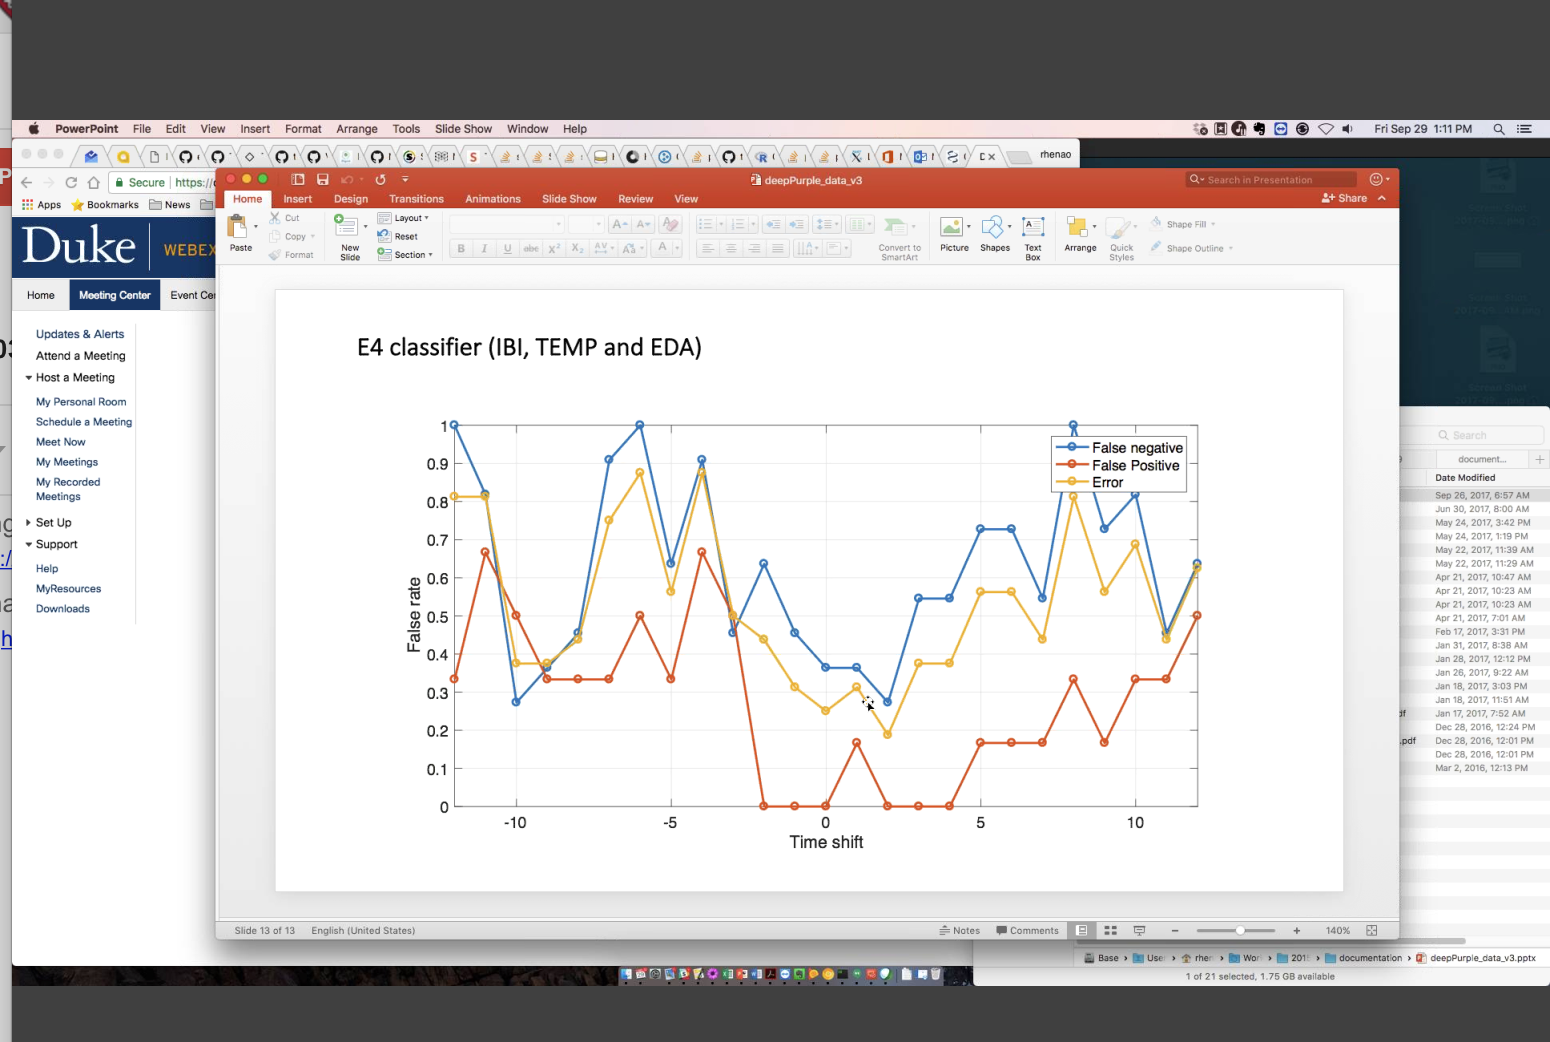 PowerPoint File Edit View Insert Format Arrange Tools Slide Show Window Help
Fri Sep 29 1:11 PM
rhenao
Secure https://
deepPurple_data_v3
Search in Presentation
Apps Bookmarks News
Home Insert Design Transitions Animations Slide Show Review View
Share
Paste
Cut
Copy
Format
New
Slide
Layout
Reset
Section
Convert to
SmartArt
Picture
Shapes
Text
Box
Arrange
Quick
Styles
Shape Fill
Shape Outline
Duke WEBEX
Home Meeting Center Event Cen
Updates & Alerts
Attend a Meeting
Host a Meeting
My Personal Room
Schedule a Meeting
Meet Now
My Meetings
My Recorded
Meetings
Set Up
Support
Help
MyResources
Downloads
E4 classifier (IBI, TEMP and EDA)
False negative
False Positive
Error
1
0.9
0.8
0.7
0.6
0.5
0.4
0.3
0.2
0.1
0
False rate
-10 -5 0 5 10
Time shift
Slide 13 of 13 English (United States)
Notes Comments 140%
Search
document...
Date Modified
Sep 26, 2017, 6:57 AM
Jun 30, 2017, 8:00 AM
May 24, 2017, 3:42 PM
May 24, 2017, 1:19 PM
May 22, 2017, 11:39 AM
May 22, 2017, 11:29 AM
Apr 21, 2017, 10:47 AM
Apr 21, 2017, 10:23 AM
Apr 21, 2017, 10:23 AM
Apr 21, 2017, 7:01 AM
Feb 17, 2017, 3:31 PM
Jan 31, 2017, 8:38 AM
Jan 28, 2017, 12:12 PM
Jan 26, 2017, 9:22 AM
Jan 18, 2017, 3:03 PM
Jan 18, 2017, 11:51 AM
Jan 17, 2017, 7:52 AM
Dec 28, 2016, 12:24 PM
.pdf Dec 28, 2016, 12:01 PM
Dec 28, 2016, 12:01 PM
Mar 2, 2016, 12:13 PM
Base User rhen Wor 201 documentation deepPurple_data_v3.pptx
1 of 21 selected, 1.75 GB available